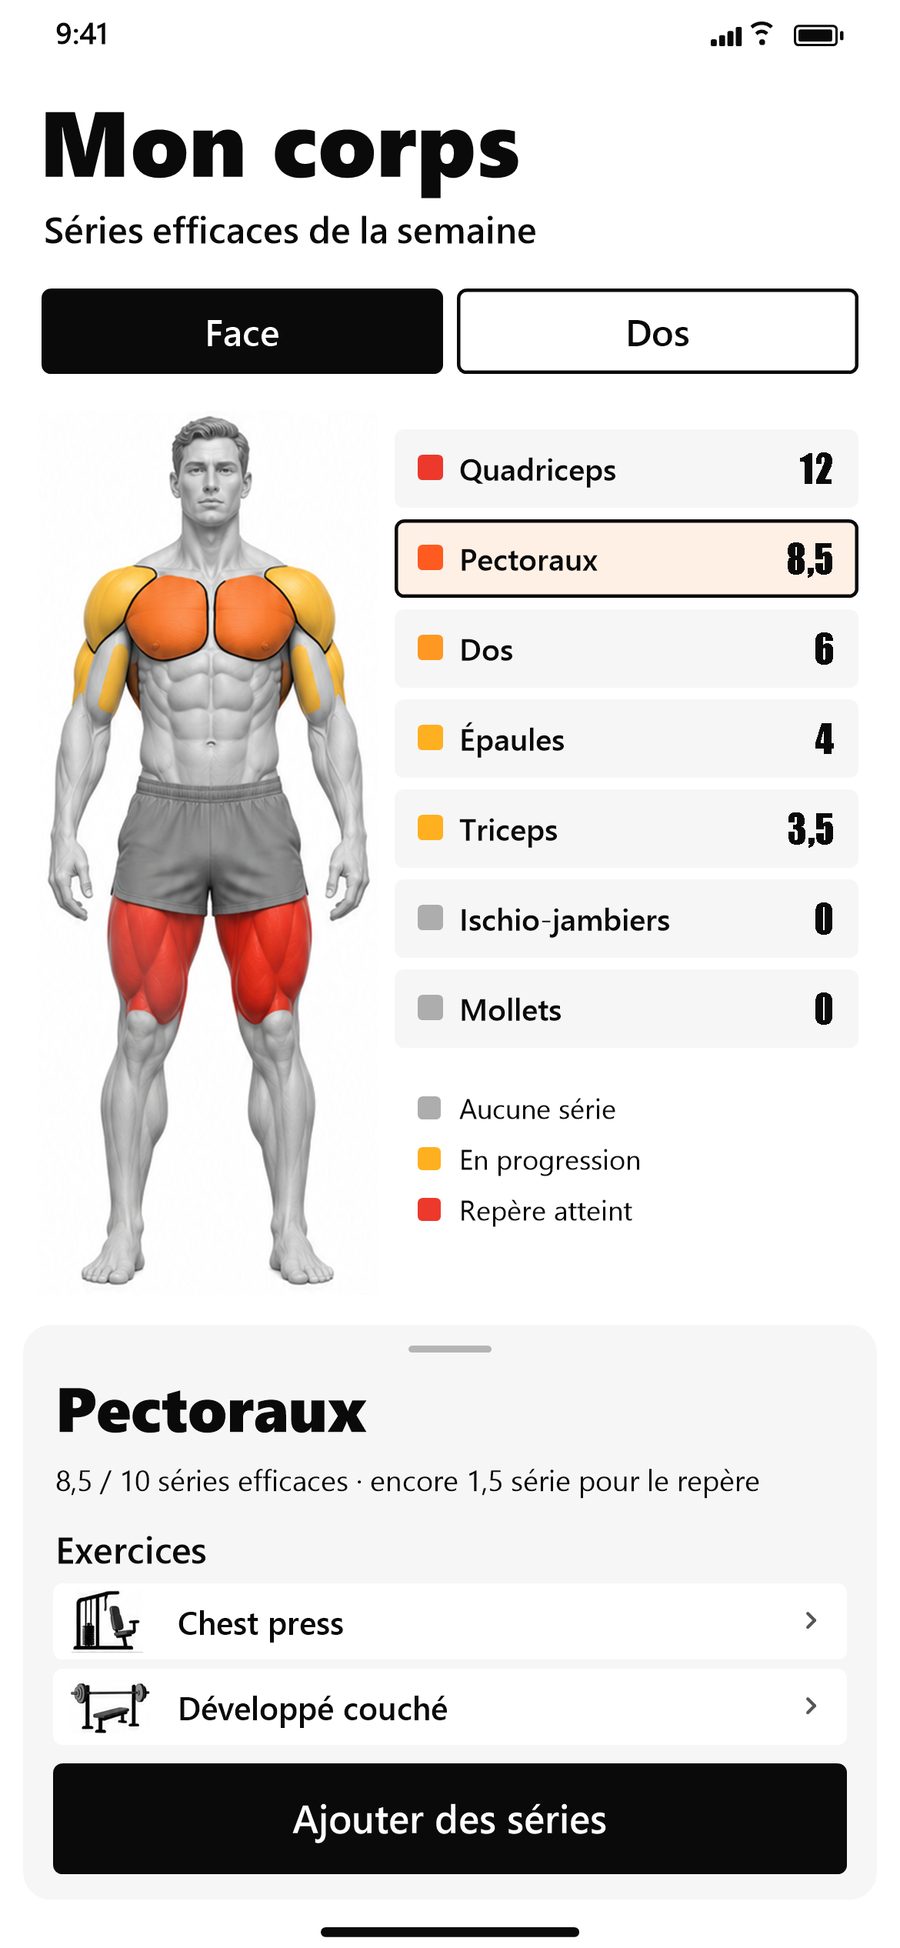 9:41
Mon corps
Séries efficaces de la semaine
Face
Dos
Quadriceps 12
Pectoraux 8,5
Dos 6
Épaules 4
Triceps 3,5
Ischio-jambiers 0
Mollets 0
Aucune série
En progression
Repère atteint
Pectoraux
8,5 / 10 séries efficaces · encore 1,5 série pour le repère
Exercices
Chest press
Développé couché
Ajouter des séries